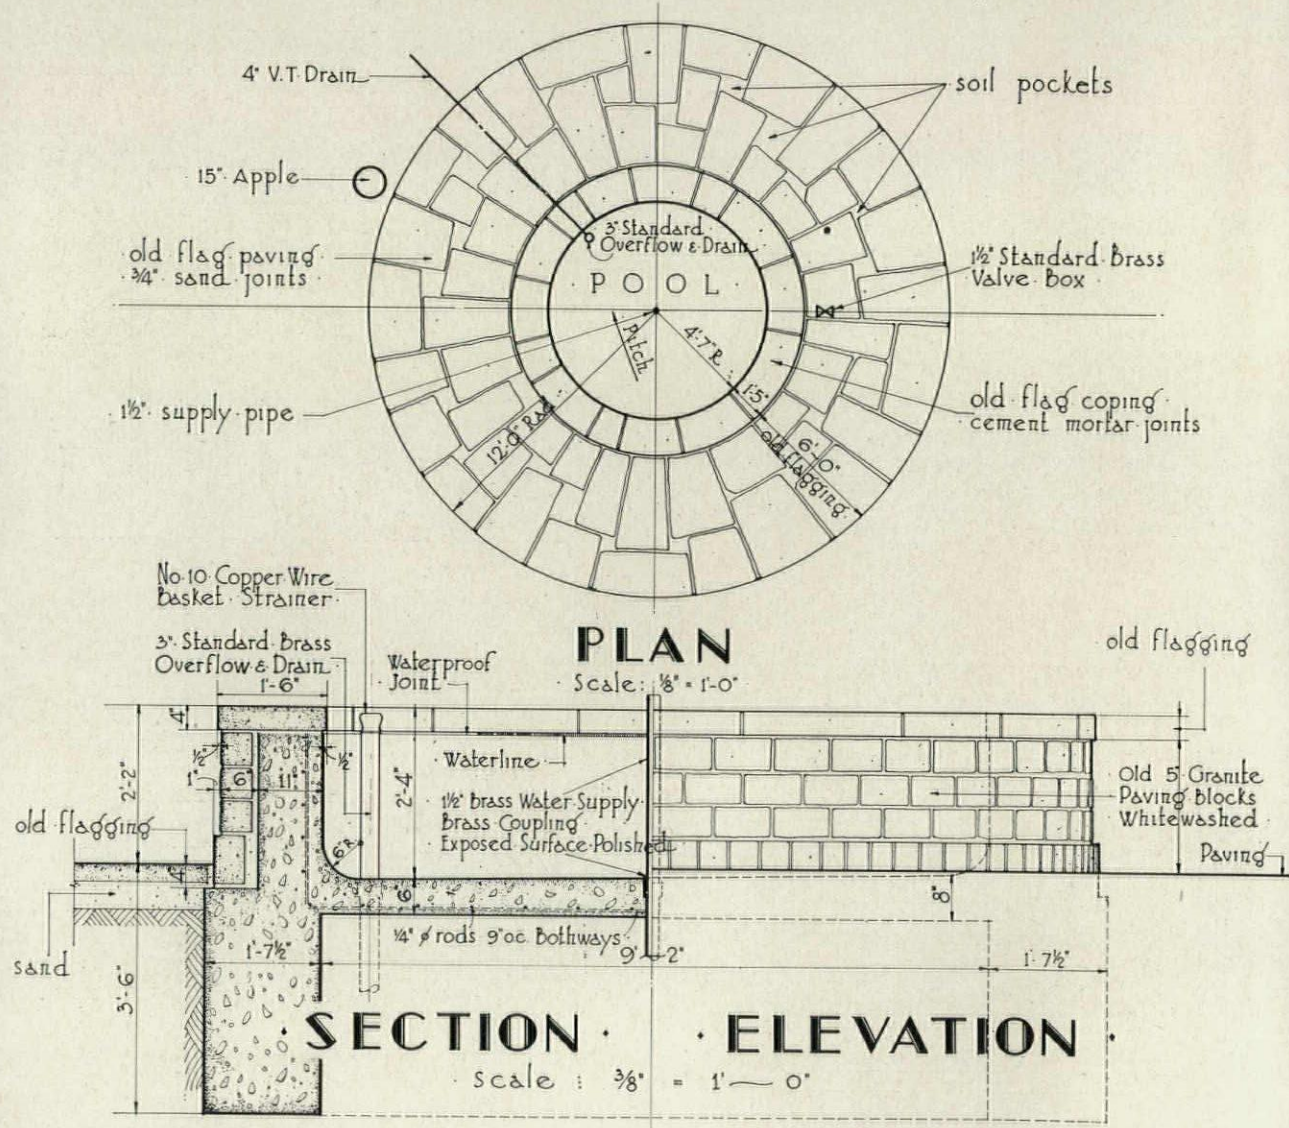 4" V.T. Drain
15" Apple
old flag paving
3/4" sand joints
1½" supply pipe
soil pockets
1½" Standard Brass
Valve Box
old flag coping
cement mortar joints
3" Standard
Overflow & Drain
POOL
Pitch
4'-7" R.
1'-5"
12'-0" Rad.
6'-0"
old flagging
PLAN
Scale: ⅛" = 1'-0"
No. 10 Copper Wire
Basket Strainer
3" Standard Brass
Overflow & Drain
1'-6"
Waterproof
Joint
old flagging
4"
½"
½"
1"
6"
11"
2'-2"
2'-4"
Waterline
1½" Brass Water Supply
Brass Coupling
Exposed Surface Polished
Old 5" Granite
Paving Blocks
Whitewashed
Paving
old flagging
4"
6" R.
6"
8"
sand
1'-7½"
¼" ⌀ rods 9" oc. Bothways
9'-2"
1'-7½"
3'-6"
SECTION · ELEVATION
Scale : ⅜" = 1'—0"